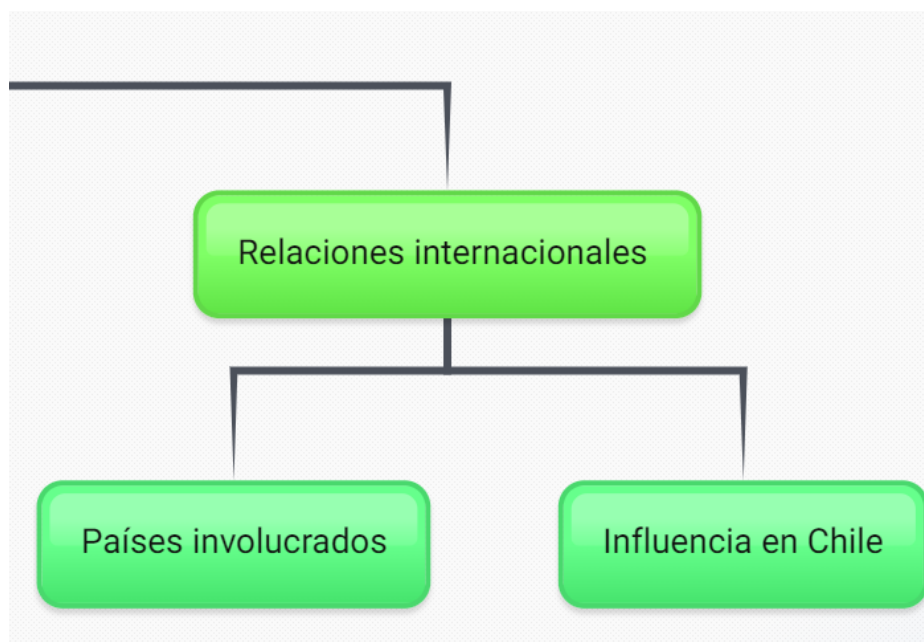 Relaciones internacionales
Países involucrados
Influencia en Chile